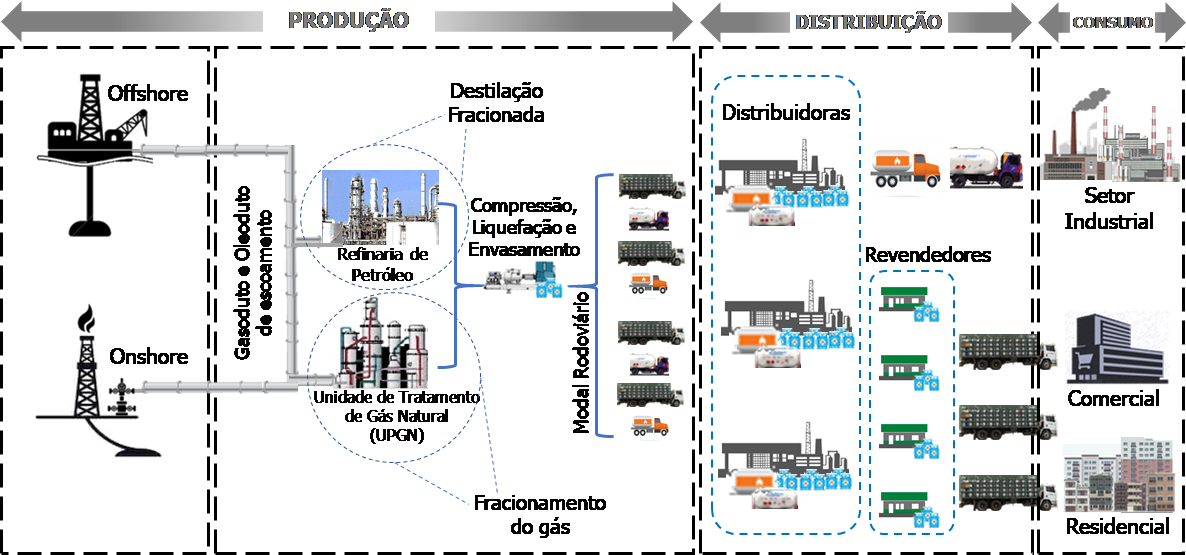 PRODUÇÃO
DISTRIBUIÇÃO
CONSUMO
Offshore
Onshore
Gasoduto e Oleoduto
de escoamento
Destilação
Fracionada
Refinaria de
Petróleo
Unidade de Tratamento
de Gás Natural
(UPGN)
Fracionamento
do gás
Compressão,
Liquefação e
Envasamento
Modal Rodoviário
Distribuidoras
Revendedores
Setor
Industrial
Comercial
Residencial